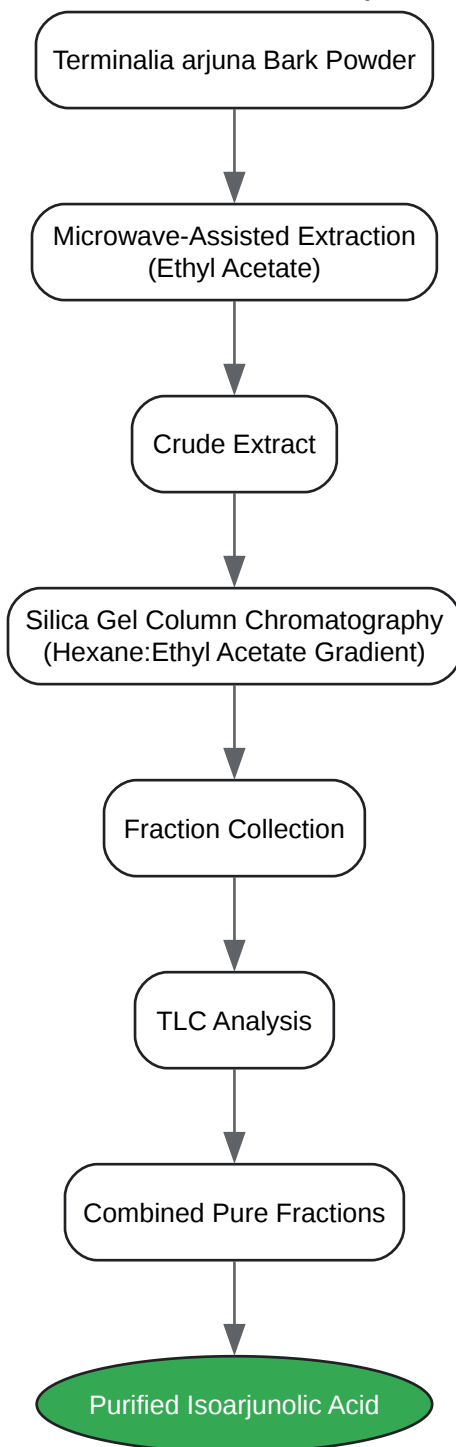 Terminalia arjuna Bark Powder
Microwave-Assisted Extraction
(Ethyl Acetate)
Crude Extract
Silica Gel Column Chromatography
(Hexane:Ethyl Acetate Gradient)
Fraction Collection
TLC Analysis
Combined Pure Fractions
Purified Isoarjunolic Acid